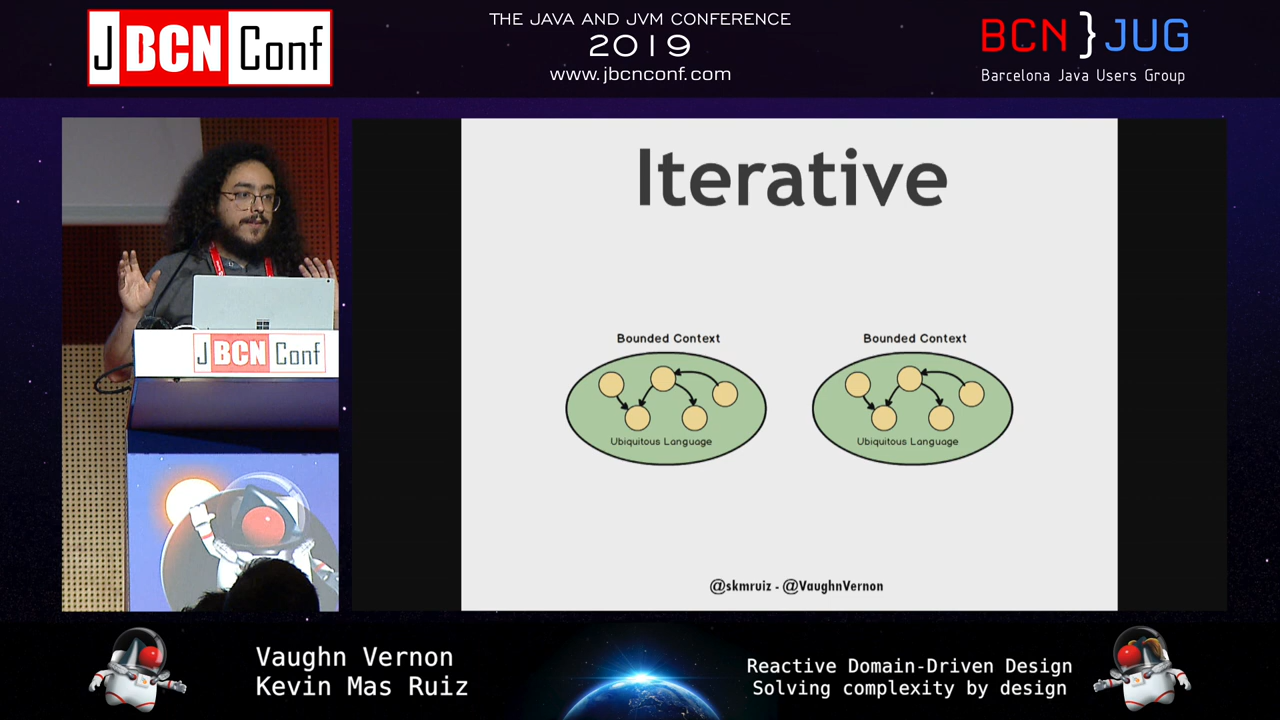 J BCN Conf
THE JAVA AND JVM CONFERENCE
2019
www.jbcnconf.com
BCN } JUG
Barcelona Java Users Group
J BCN Conf
Iterative
Bounded Context
Ubiquitous Language
Bounded Context
Ubiquitous Language
@skmruiz - @VaughnVernon
Vaughn Vernon
Kevin Mas Ruiz
Reactive Domain-Driven Design
Solving complexity by design